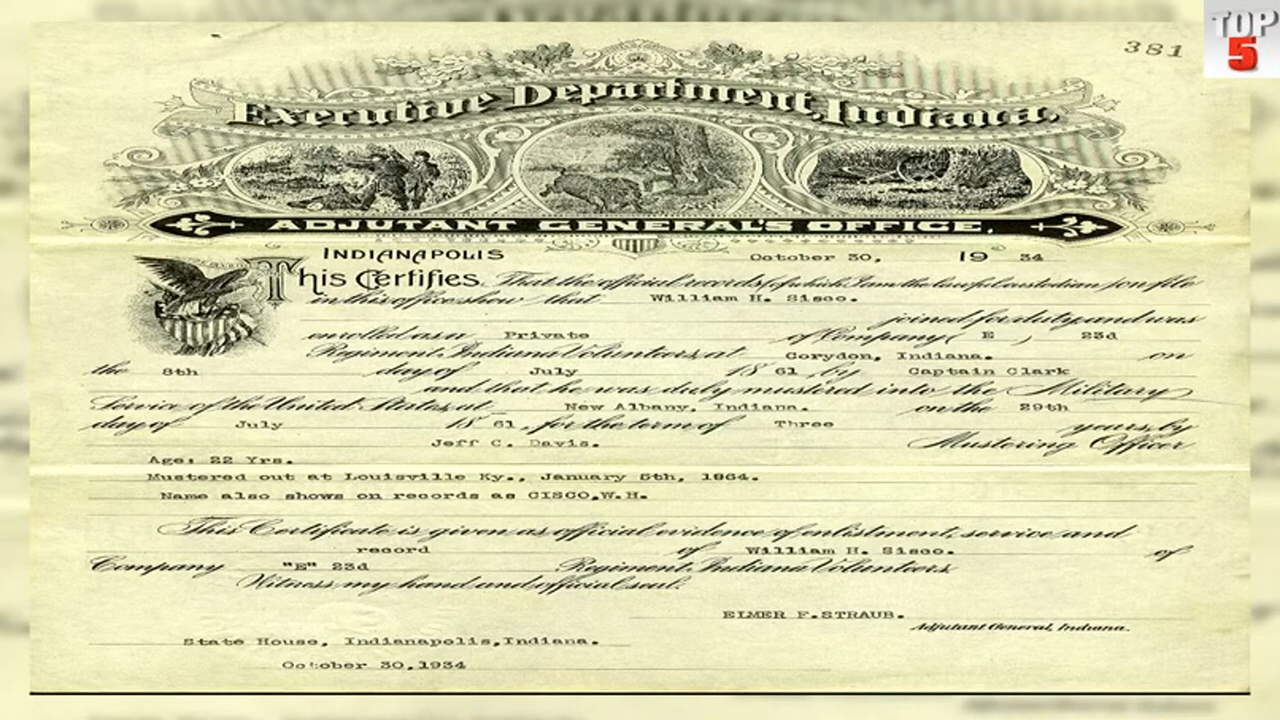 TOP
5
381
Executive Department, Indiana.
ADJUTANT GENERAL'S OFFICE.
INDIANAPOLIS October 30, 19 34
This Certifies, That the official records (of which I am the lawful custodian) on file
in this office show that William H. Sisco.
joined for duty and was
enrolled as a Private of Company ( E ) 23d
Regiment Indiana Volunteers at Corydon, Indiana. on
the 8th day of July 18 61, by Captain Clark
and that he was duly mustered into the Military
Service of the United States, at New Albany, Indiana. on the 29th
day of July 18 61, for the term of Three years, by
Jeff C. Davis. Mustering Officer
Age: 22 Yrs.
Mustered out at Louisville Ky., January 5th, 1864.
Name also shows on records as CISCO,W.H.
This Certificate is given as official evidence of enlistment, service and
record of William H. Sisco. of
Company "E" 23d Regiment Indiana Volunteers.
Witness my hand and official seal.
ELMER F.STRAUB.
Adjutant General, Indiana.
State House, Indianapolis,Indiana.
October 30,1934